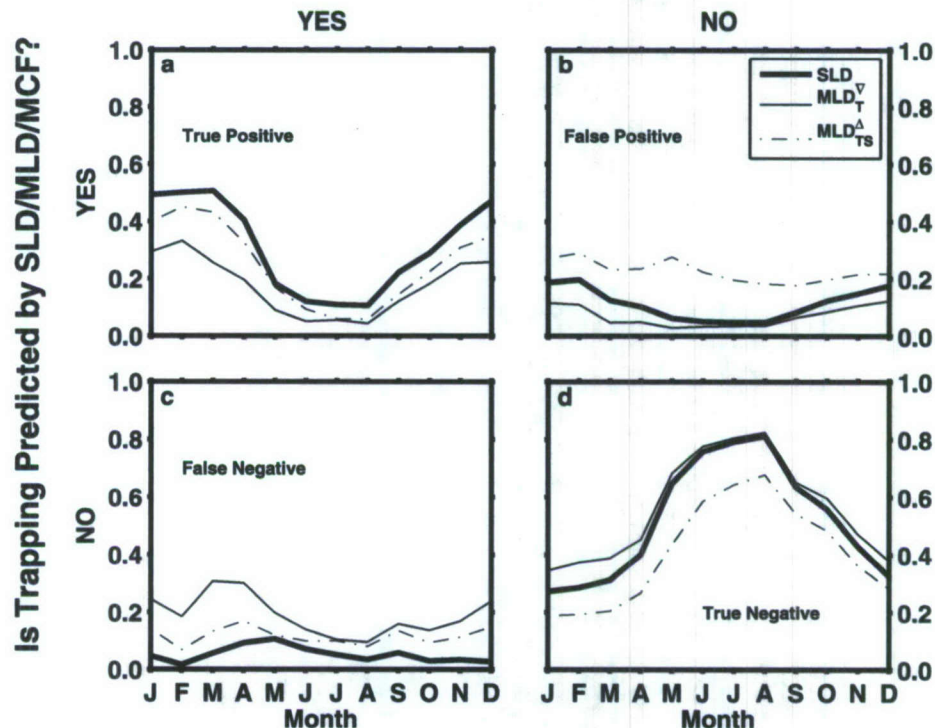 YES
NO
Is Trapping Predicted by SLD/MLD/MCF?
YES
1.0
0.8
0.6
0.4
0.2
0.0
a
True Positive
b
False Positive
SLD
MLD∇T
MLDΔTS
1.0
0.8
0.6
0.4
0.2
0.0
NO
1.0
0.8
0.6
0.4
0.2
0.0
c
False Negative
d
True Negative
1.0
0.8
0.6
0.4
0.2
0.0
J F M A M J J A S O N D
Month
J F M A M J J A S O N D
Month